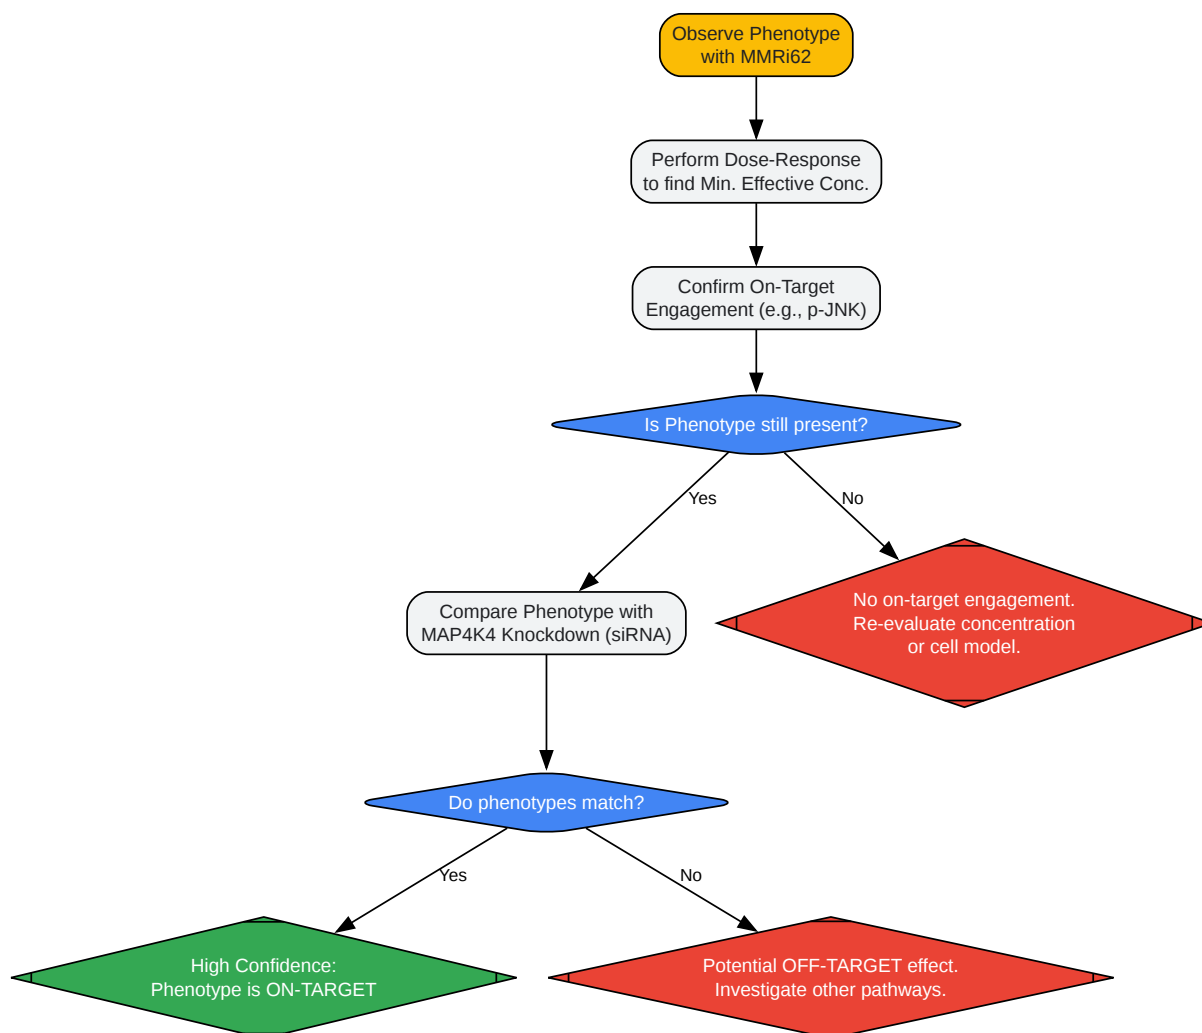 Observe Phenotype
with MMRi62
Perform Dose-Response
to find Min. Effective Conc.
Confirm On-Target
Engagement (e.g., p-JNK)
Is Phenotype still present?
Yes
No
Compare Phenotype with
MAP4K4 Knockdown (siRNA)
No on-target engagement.
Re-evaluate concentration
or cell model.
Do phenotypes match?
Yes
No
High Confidence:
Phenotype is ON-TARGET
Potential OFF-TARGET effect.
Investigate other pathways.